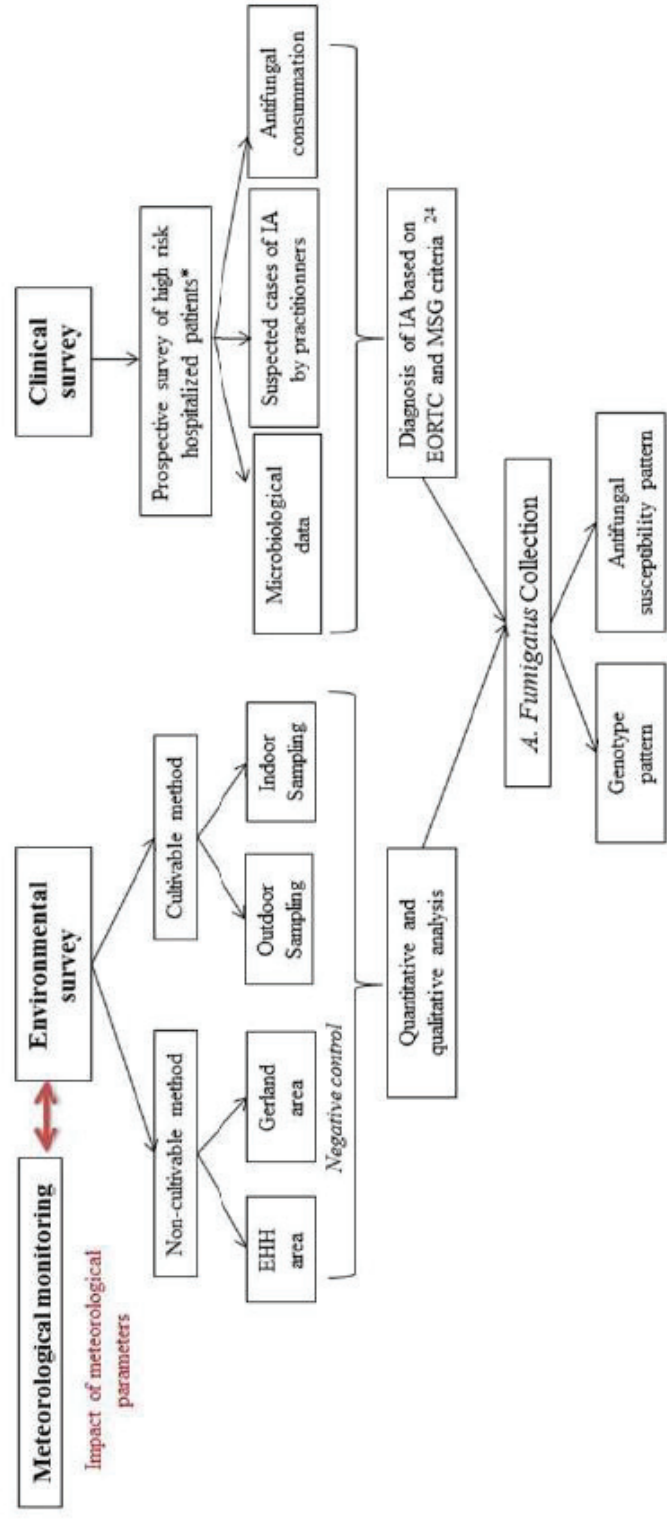 Meteorological monitoring
Impact of meteorological
parameters
Environmental
survey
Non-cultivable method
Cultivable method
EHH
area
Gerland
area
Outdoor
Sampling
Indoor
Sampling
Negative control
Quantitative and
qualitative analysis
Clinical
survey
Prospective survey of high risk
hospitalized patients*
Microbiological
data
Suspected cases of IA
by practitionners
Antifungal
consummation
Diagnosis of IA based on
EORTC and MSG criteria 24
A. Fumigatus Collection
Genotype
pattern
Antifungal
susceptibility pattern